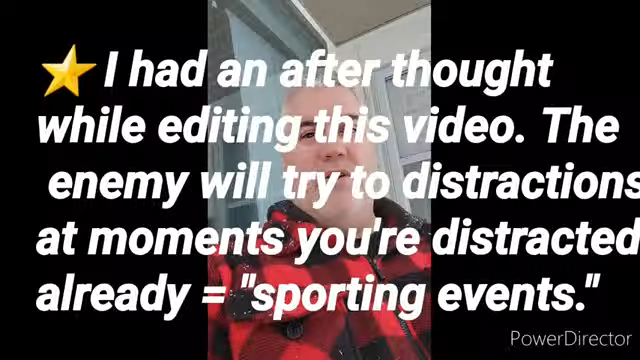 I had an after thought
while editing this video. The
enemy will try to distractions
at moments you're distracted
already = "sporting events."
PowerDirector